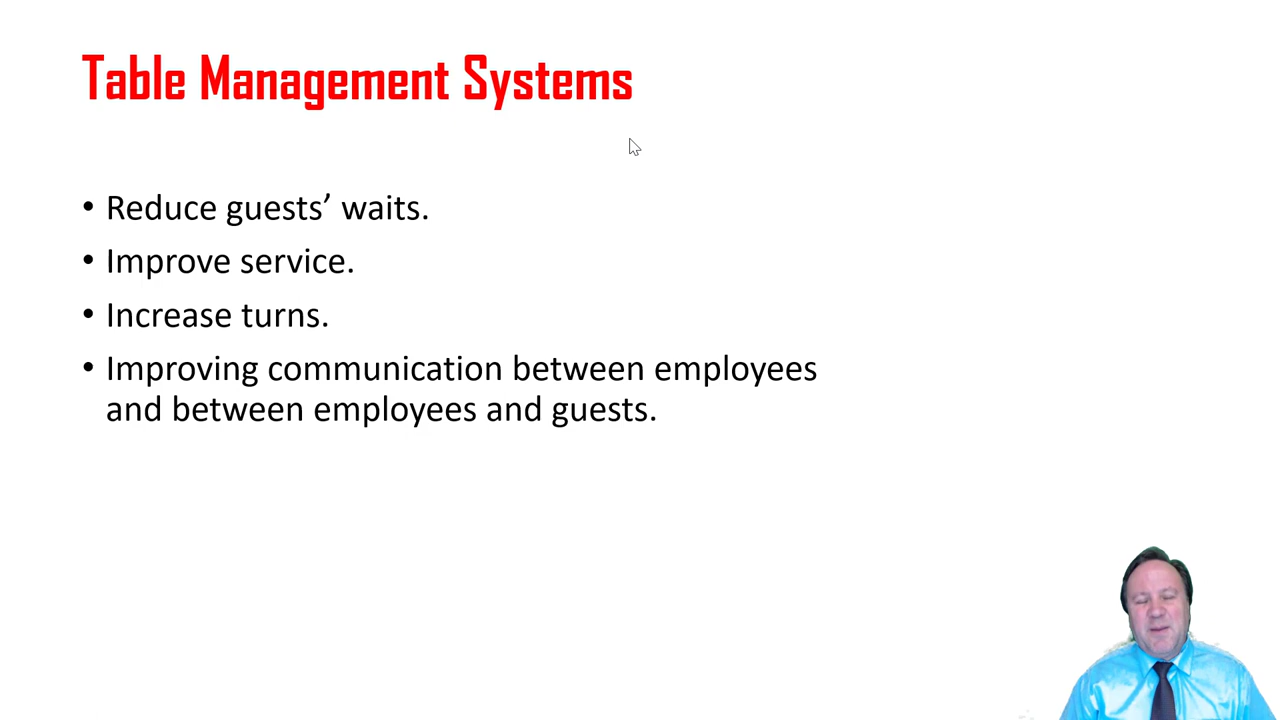 Table Management Systems
• Reduce guests’ waits.
• Improve service.
• Increase turns.
• Improving communication between employees
and between employees and guests.